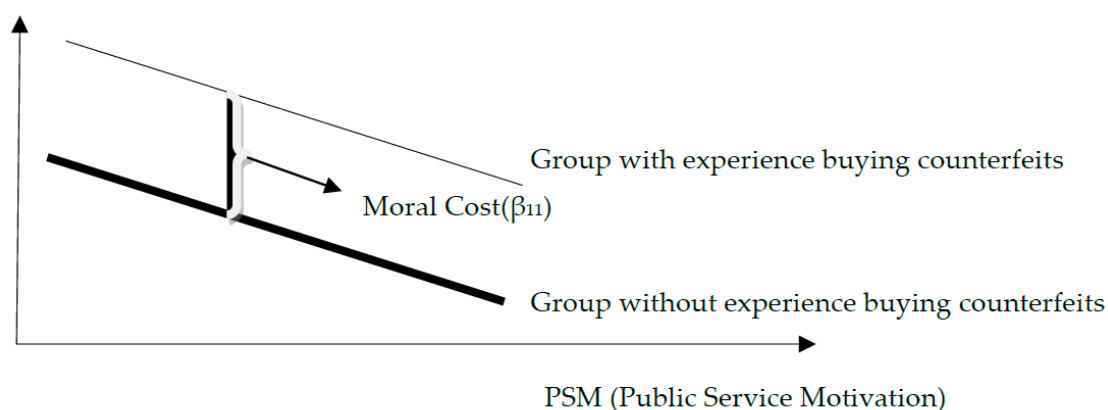 Group with experience buying counterfeits
Moral Cost(β₁₁)
Group without experience buying counterfeits
PSM (Public Service Motivation)